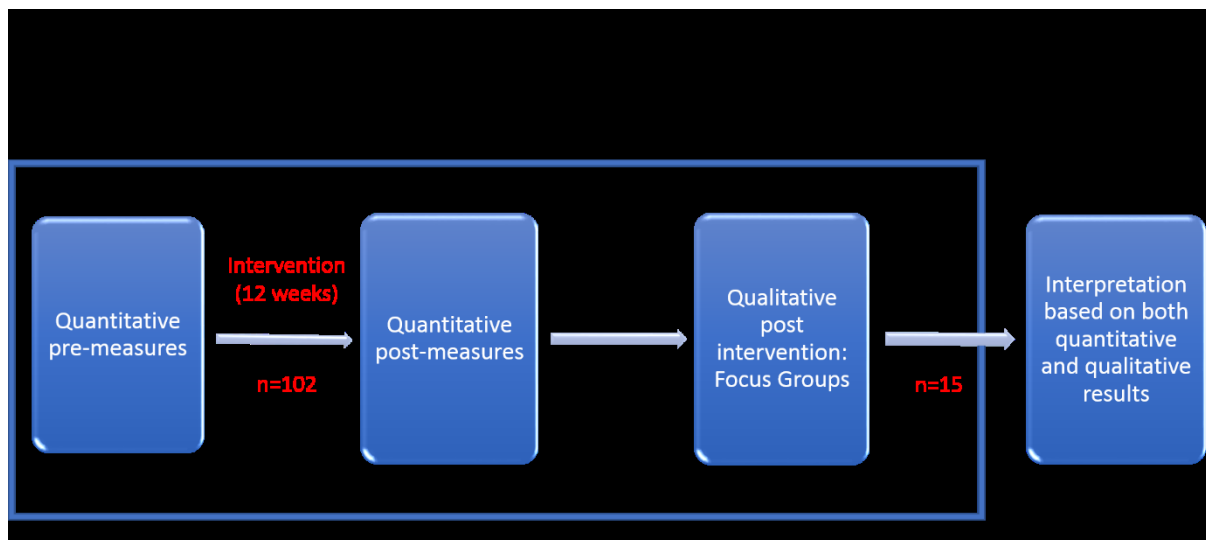 Quantitative
pre-measures
Intervention
(12 weeks)
n=102
Quantitative
post-measures
Qualitative
post
intervention:
Focus Groups
n=15
Interpretation
based on both
quantitative
and qualitative
results